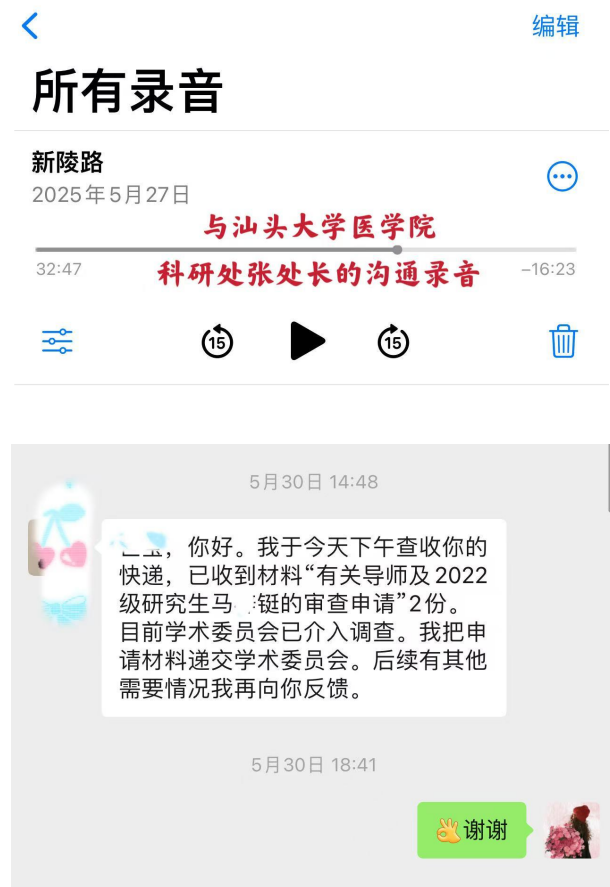 编辑
所有录音
新陵路
2025年5月27日
与汕头大学医学院
32:47
科研处张处长的沟通录音
-16:23
15
15
5月30日 14:48
，你好。我于今天下午查收你的
快递，已收到材料“有关导师及2022
级研究生马 铤的审查申请”2份。
目前学术委员会已介入调查。我把申
请材料递交学术委员会。后续有其他
需要情况我再向你反馈。
5月30日 18:41
👌谢谢